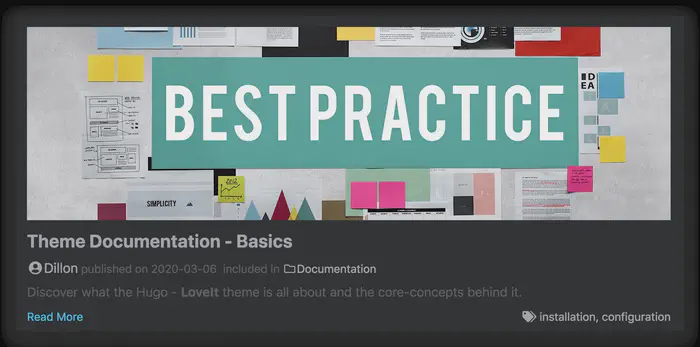 BEST PRACTICE
SIMPLICITY
Theme Documentation - Basics
Dillon published on 2020-03-06 included in Documentation
Discover what the Hugo - LoveIt theme is all about and the core-concepts behind it.
Read More
installation, configuration